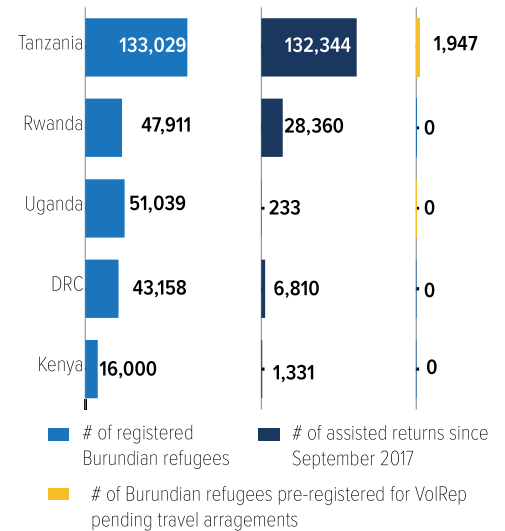 Tanzania 133,029 132,344 1,947
Rwanda 47,911 28,360 0
Uganda 51,039 233 0
DRC 43,158 6,810 0
Kenya 16,000 1,331 0
# of registered
Burundian refugees
# of assisted returns since
September 2017
# of Burundian refugees pre-registered for VolRep
pending travel arragements